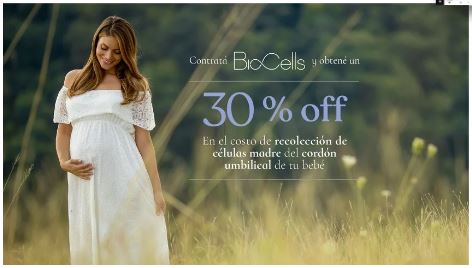 Contratá BioCells y obtené un
30 % off
En el costo de recolección de
células madre del cordón
umbilical de tu bebé